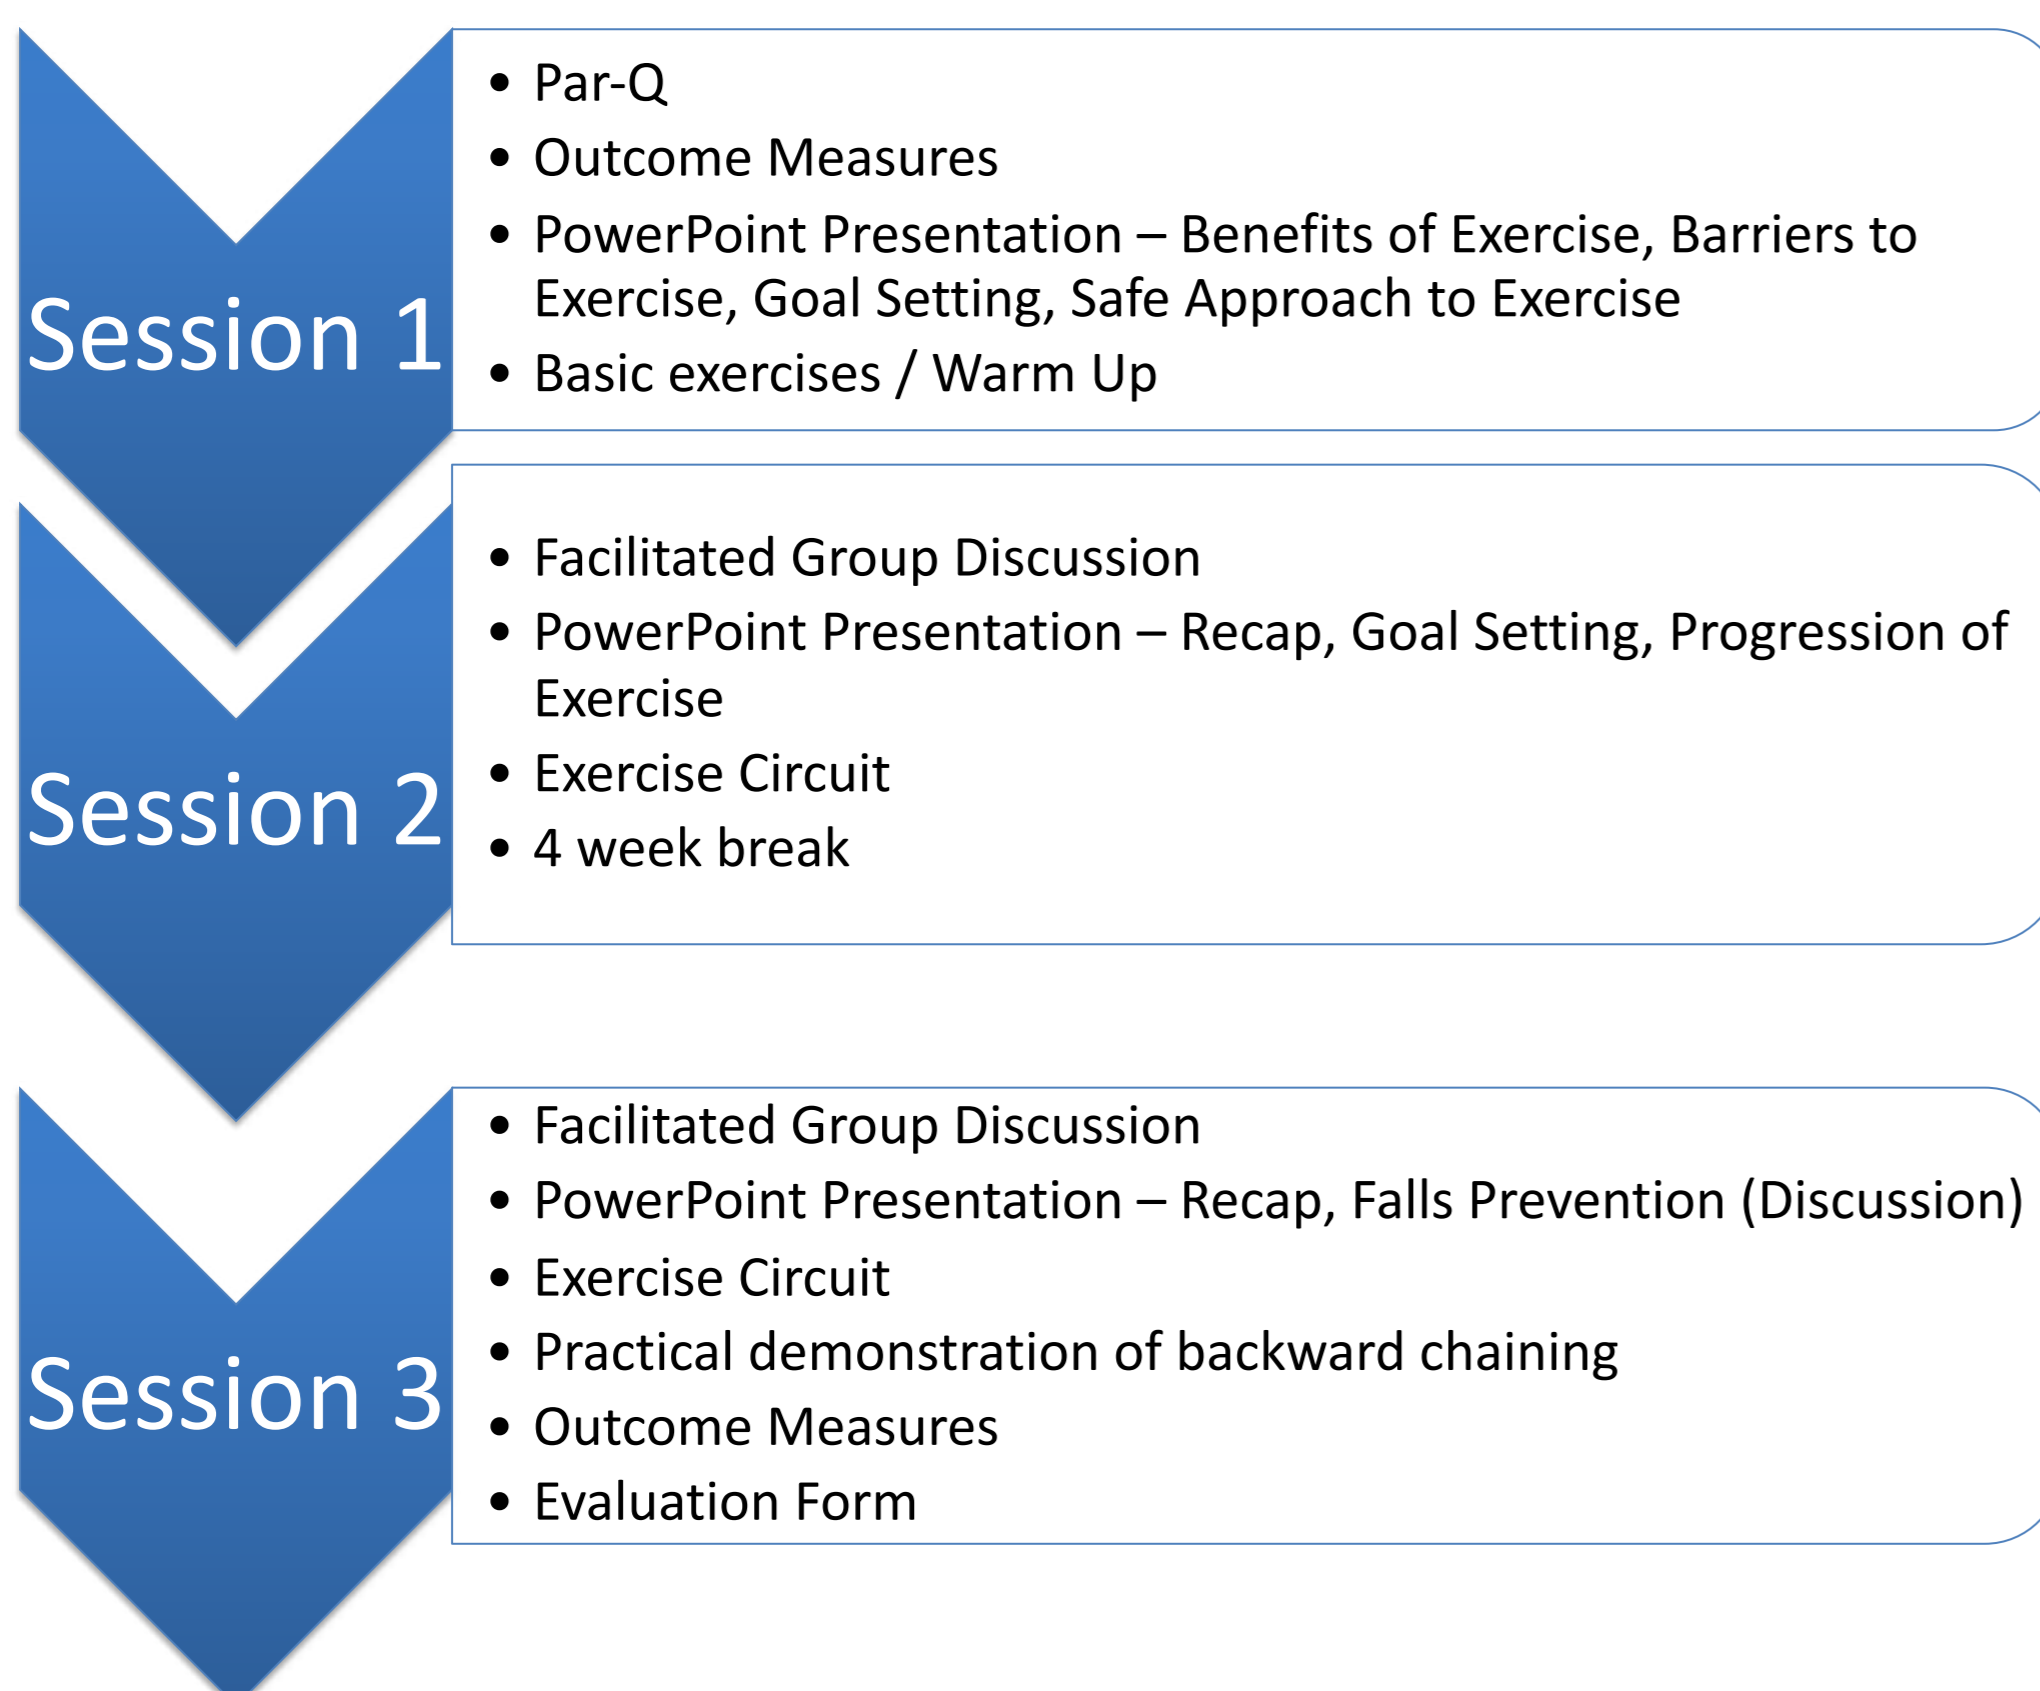 Session 1
• Par-Q
• Outcome Measures
• PowerPoint Presentation – Benefits of Exercise, Barriers to
Exercise, Goal Setting, Safe Approach to Exercise
• Basic exercises / Warm Up
Session 2
• Facilitated Group Discussion
• PowerPoint Presentation – Recap, Goal Setting, Progression of
Exercise
• Exercise Circuit
• 4 week break
Session 3
• Facilitated Group Discussion
• PowerPoint Presentation – Recap, Falls Prevention (Discussion)
• Exercise Circuit
• Practical demonstration of backward chaining
• Outcome Measures
• Evaluation Form